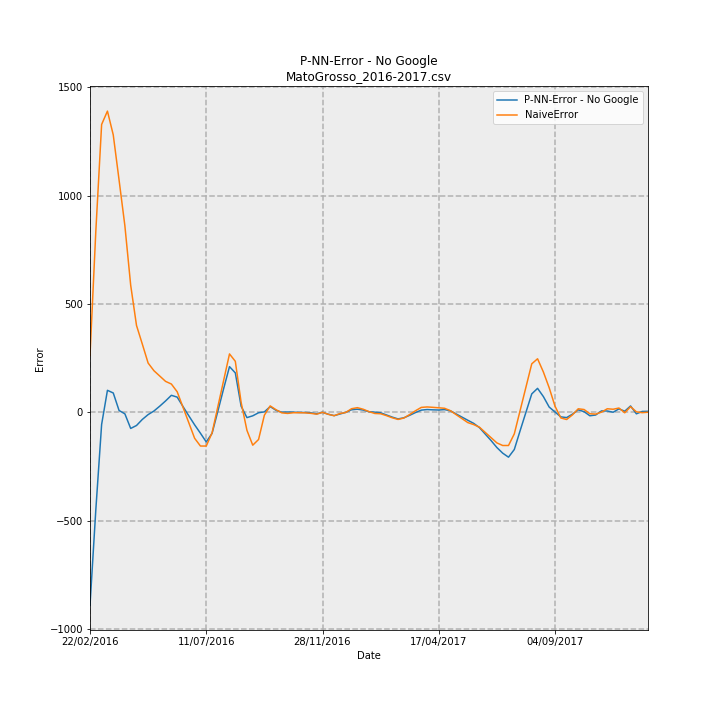 P-NN-Error - No Google
MatoGrosso_2016-2017.csv
P-NN-Error - No Google
NaiveError
1500
1000
500
0
−500
−1000
Error
22/02/2016 11/07/2016 28/11/2016 17/04/2017 04/09/2017
Date